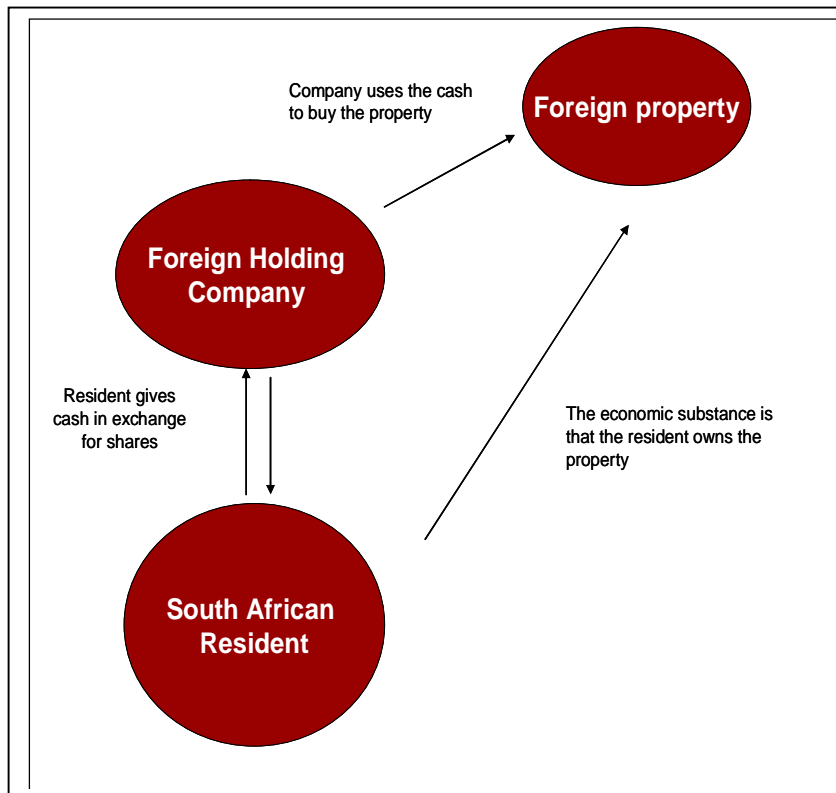 Company uses the cash
to buy the property
Foreign property
Foreign Holding
Company
Resident gives
cash in exchange
for shares
The economic substance is
that the resident owns the
property
South African
Resident